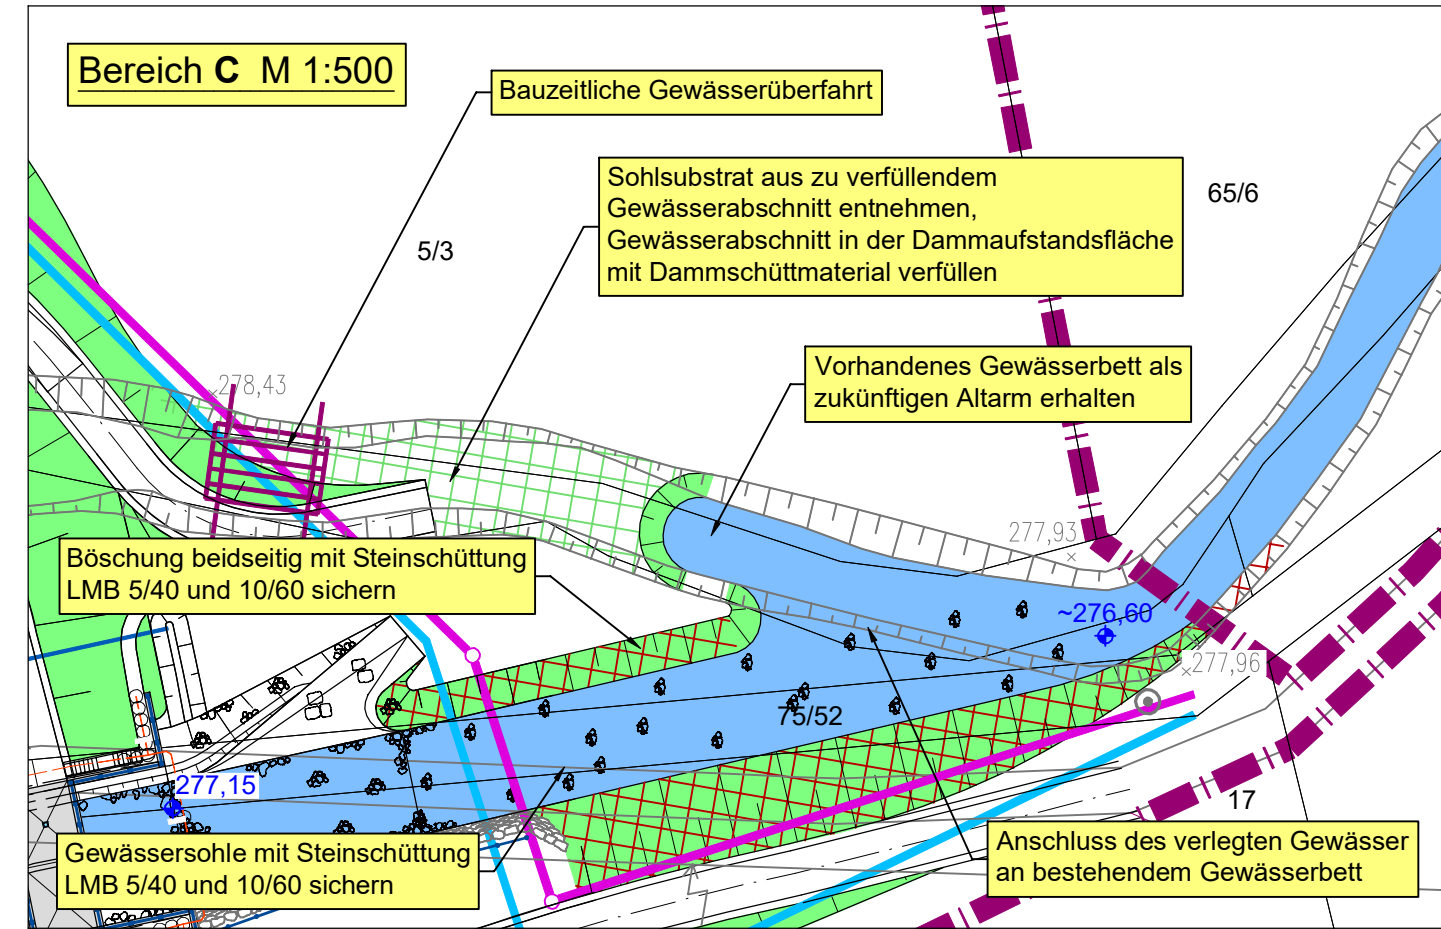 Bereich C M 1:500
Bauzeitliche Gewässerüberfahrt
Sohlsubstrat aus zu verfüllendem
Gewässerabschnitt entnehmen,
Gewässerabschnitt in der Dammaufstandsfläche
mit Dammschüttmaterial verfüllen
65/6
5/3
Vorhandenes Gewässerbett als
zukünftigen Altarm erhalten
278,43
277,93
Böschung beidseitig mit Steinschüttung
LMB 5/40 und 10/60 sichern
~276,60
277,96
75/52
277,15
17
Gewässersohle mit Steinschüttung
LMB 5/40 und 10/60 sichern
Anschluss des verlegten Gewässer
an bestehendem Gewässerbett